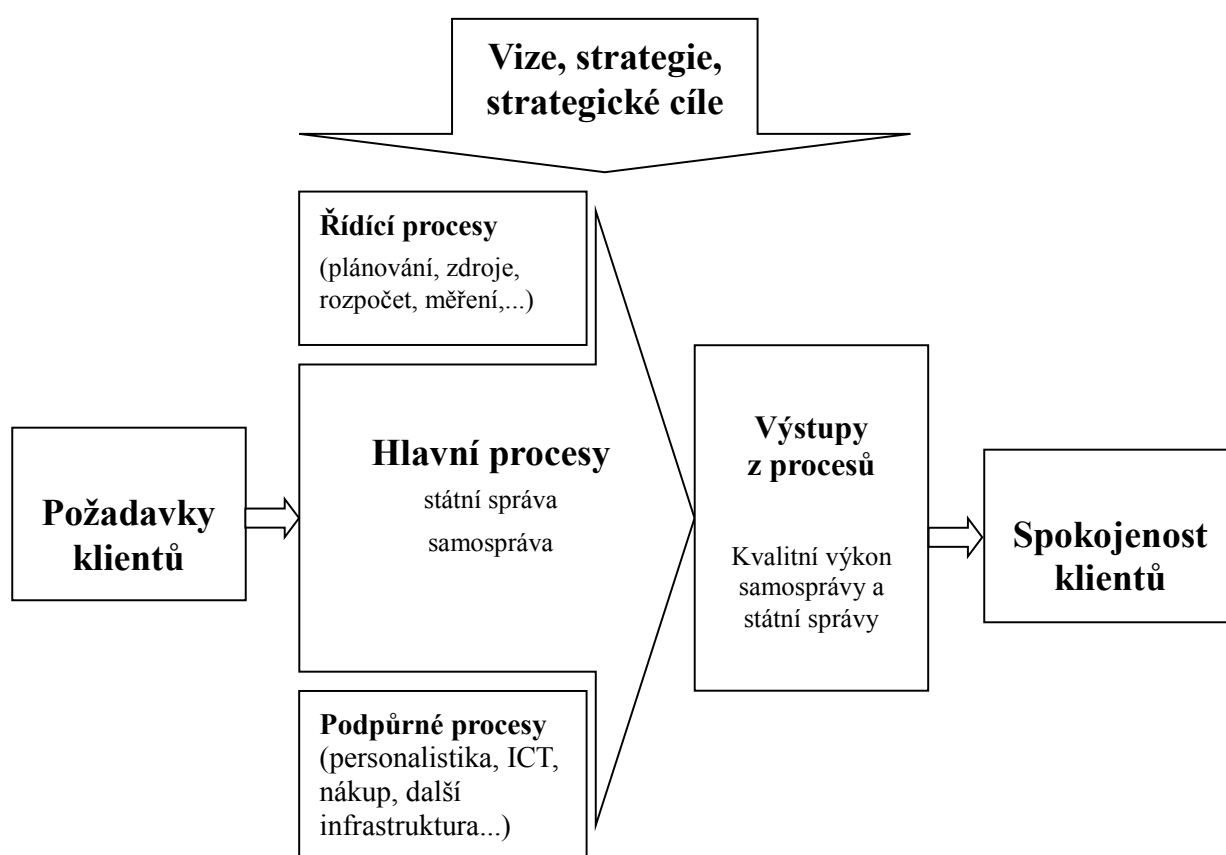 Vize, strategie,
strategické cíle
Řídící procesy
(plánování, zdroje,
rozpočet, měření,...)
Požadavky
klientů
Hlavní procesy
státní správa
samospráva
Podpůrné procesy
(personalistika, ICT,
nákup, další
infrastruktura...)
Výstupy
z procesů
Kvalitní výkon
samosprávy a
státní správy
Spokojenost
klientů